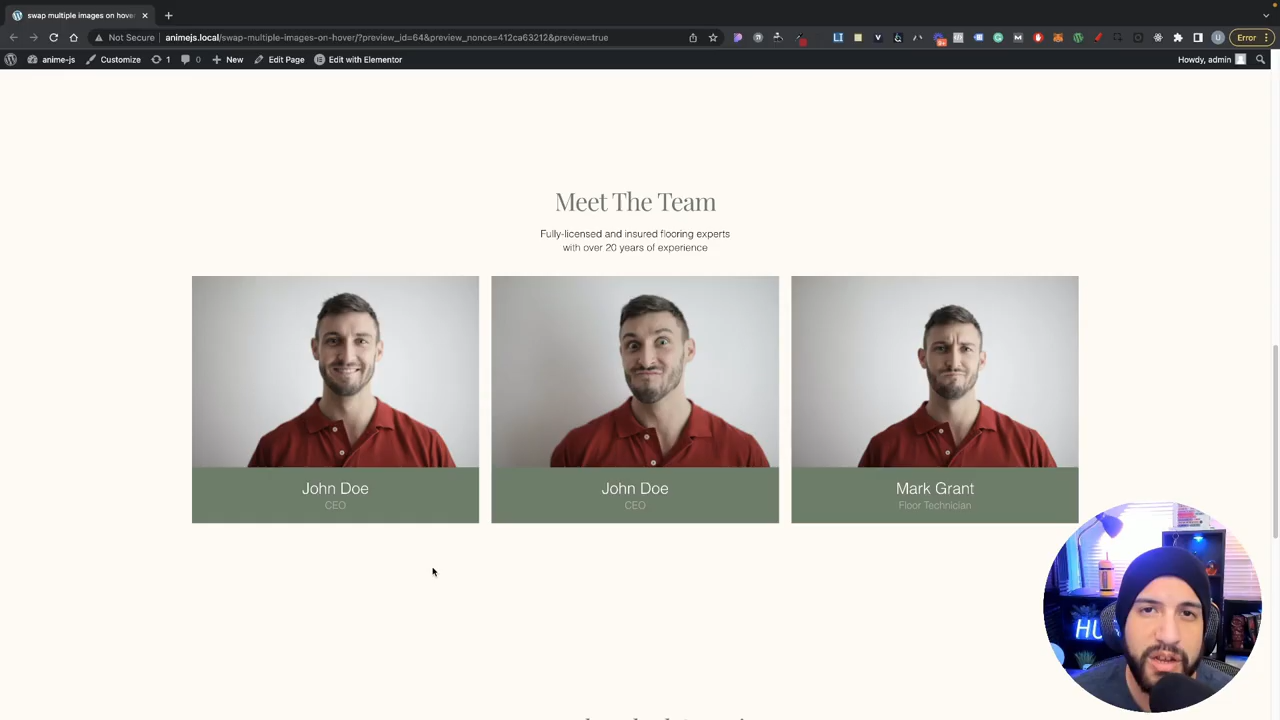 swap multiple images on hover
Not Secure
animejs.local/swap-multiple-images-on-hover/?preview_id=64&preview_nonce=412ca63212&preview=true
Error
anime-js
Customize
1
0
New
Edit Page
Edit with Elementor
Howdy, admin
Meet The Team
Fully-licensed and insured flooring experts
with over 20 years of experience
John Doe
CEO
John Doe
CEO
Mark Grant
Floor Technician
HU